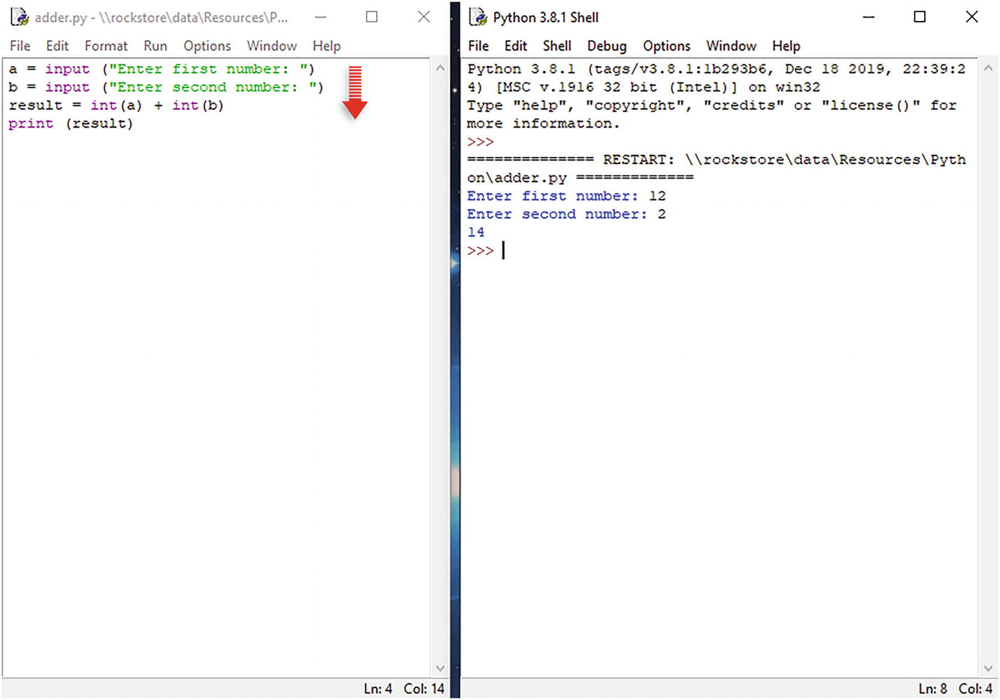 adder.py - \\rockstore\data\Resources\P...
File Edit Format Run Options Window Help
a = input ("Enter first number: ")
b = input ("Enter second number: ")
result = int(a) + int(b)
print (result)
Ln: 4 Col: 14
Python 3.8.1 Shell
File Edit Shell Debug Options Window Help
Python 3.8.1 (tags/v3.8.1:1b293b6, Dec 18 2019, 22:39:2
4) [MSC v.1916 32 bit (Intel)] on win32
Type "help", "copyright", "credits" or "license()" for
more information.
>>>
============== RESTART: \\rockstore\data\Resources\Pyth
on\adder.py =============
Enter first number: 12
Enter second number: 2
14
>>>
Ln: 8 Col: 4